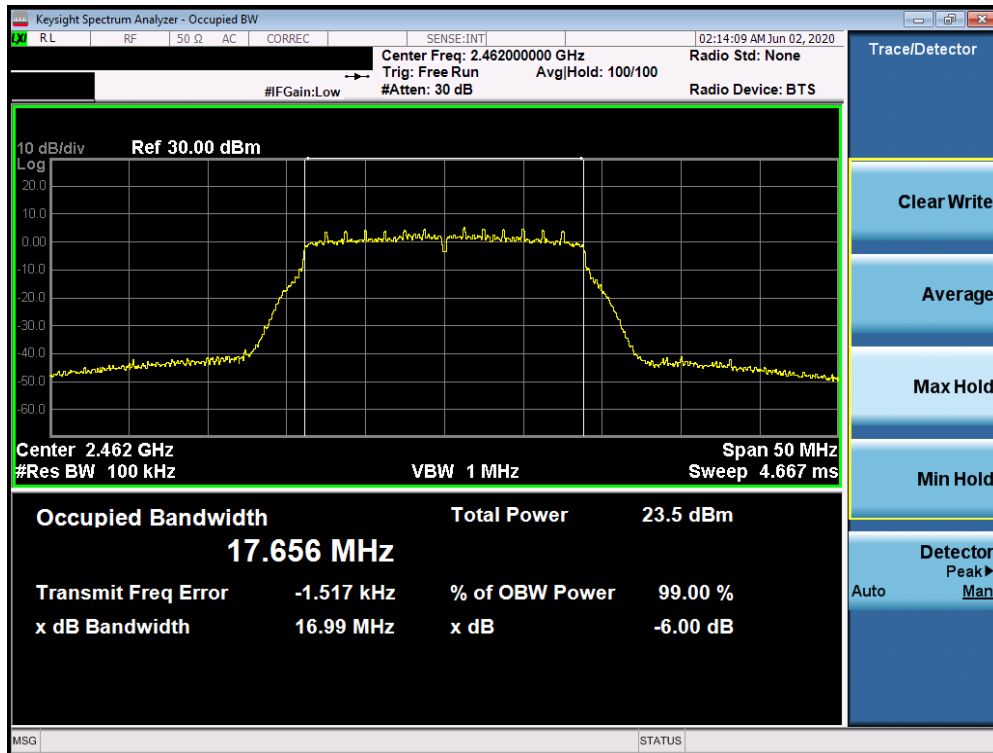 Keysight Spectrum Analyzer - Occupied BW
LXI RL RF 50 Ω AC CORREC SENSE:INT 02:14:09 AM Jun 02, 2020
Center Freq: 2.462000000 GHz Radio Std: None
Trig: Free Run Avg|Hold: 100/100
#IFGain:Low #Atten: 30 dB Radio Device: BTS
10 dB/div Ref 30.00 dBm
Log
20.0
10.0
0.00
-10.0
-20.0
-30.0
-40.0
-50.0
-60.0
Center 2.462 GHz Span 50 MHz
#Res BW 100 kHz VBW 1 MHz Sweep 4.667 ms
Occupied Bandwidth Total Power 23.5 dBm
17.656 MHz
Transmit Freq Error -1.517 kHz % of OBW Power 99.00 %
x dB Bandwidth 16.99 MHz x dB -6.00 dB
MSG STATUS
Trace/Detector
Clear Write
Average
Max Hold
Min Hold
Detector
Peak▶
Auto Man